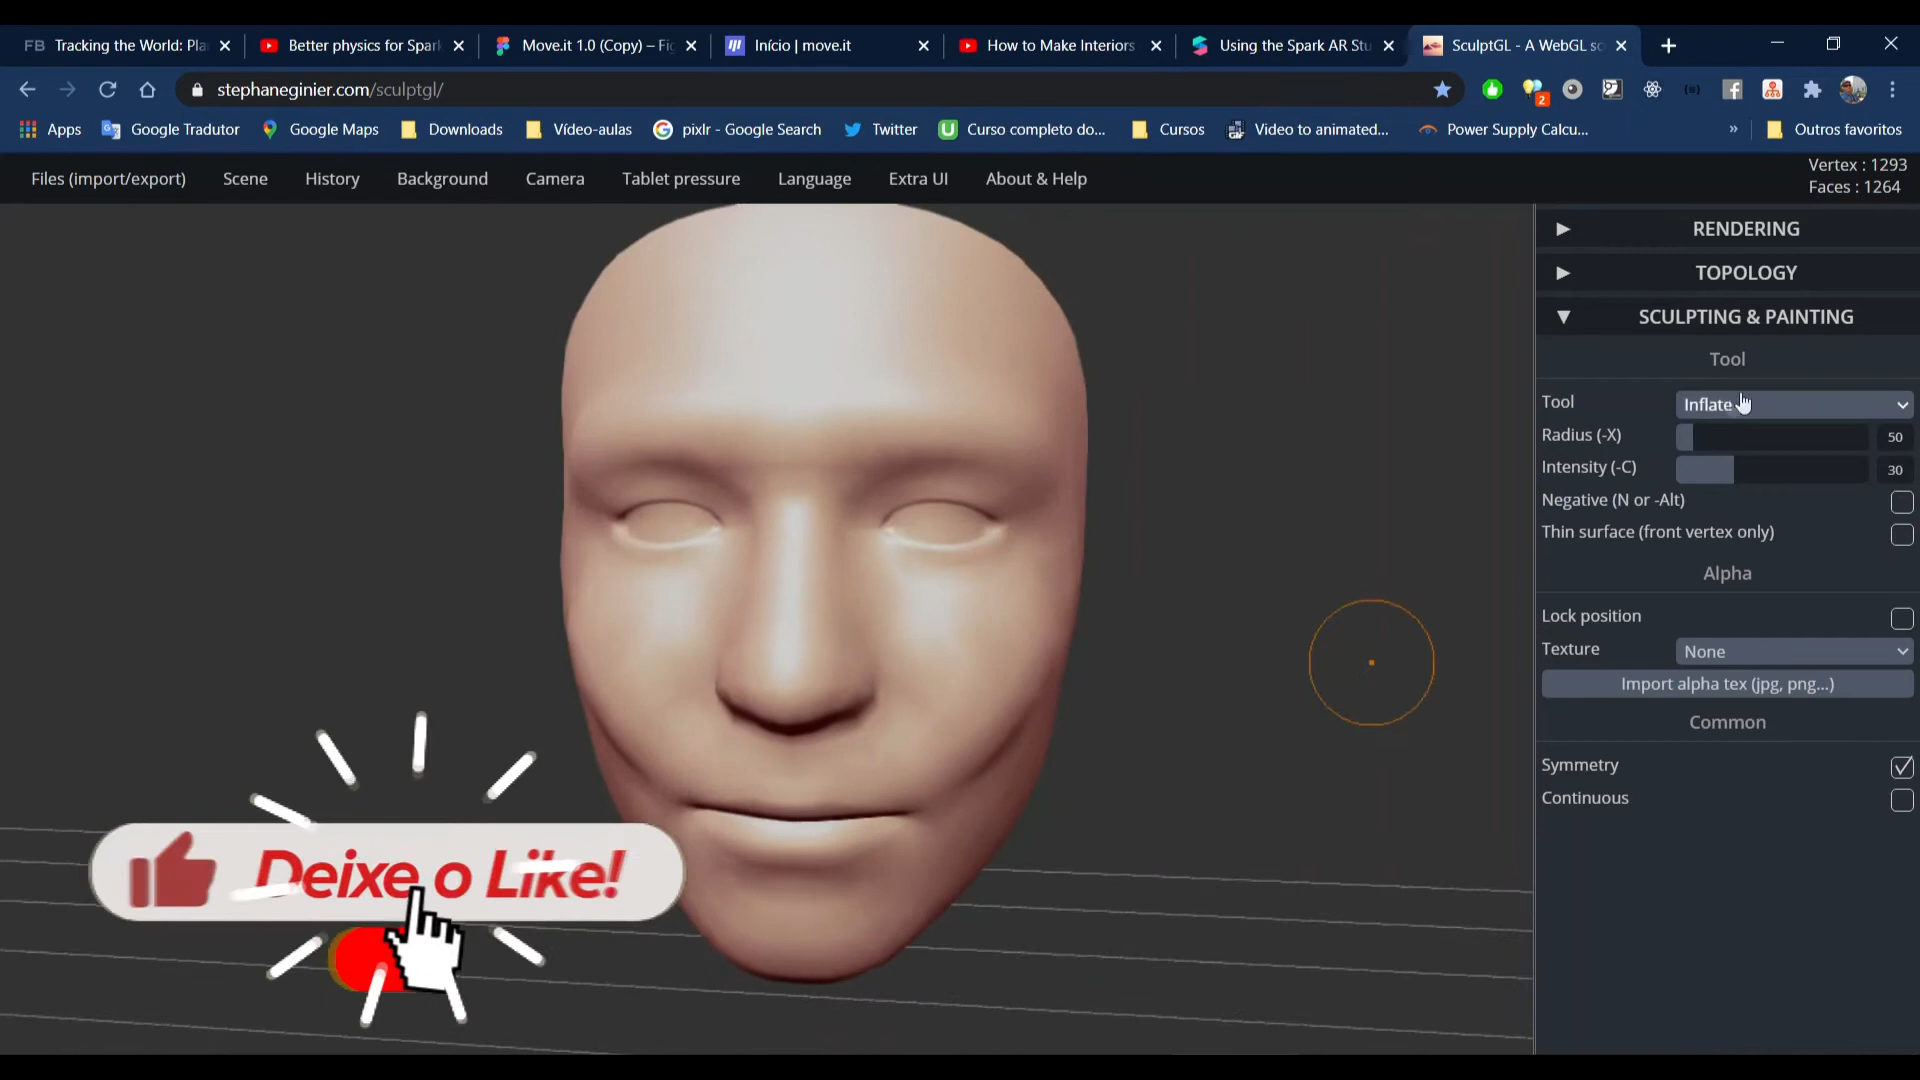 FB Tracking the World: Pla
Better physics for Spar
Move.it 1.0 (Copy) – Fig
Início | move.it
How to Make Interiors
Using the Spark AR Stu
SculptGL - A WebGL sc
stephaneginier.com/sculptgl/
2
Apps
Google Tradutor
Google Maps
Downloads
Vídeo-aulas
pixlr - Google Search
Twitter
Curso completo do...
Cursos
Video to animated...
Power Supply Calcu...
»
Outros favoritos
Files (import/export)
Scene
History
Background
Camera
Tablet pressure
Language
Extra UI
About & Help
Vertex : 1293
Faces : 1264
RENDERING
TOPOLOGY
SCULPTING & PAINTING
Tool
Tool Inflate
Radius (-X) 50
Intensity (-C) 30
Negative (N or -Alt)
Thin surface (front vertex only)
Alpha
Lock position
Texture None
Import alpha tex (jpg, png...)
Common
Symmetry
Continuous
Deixe o Like!